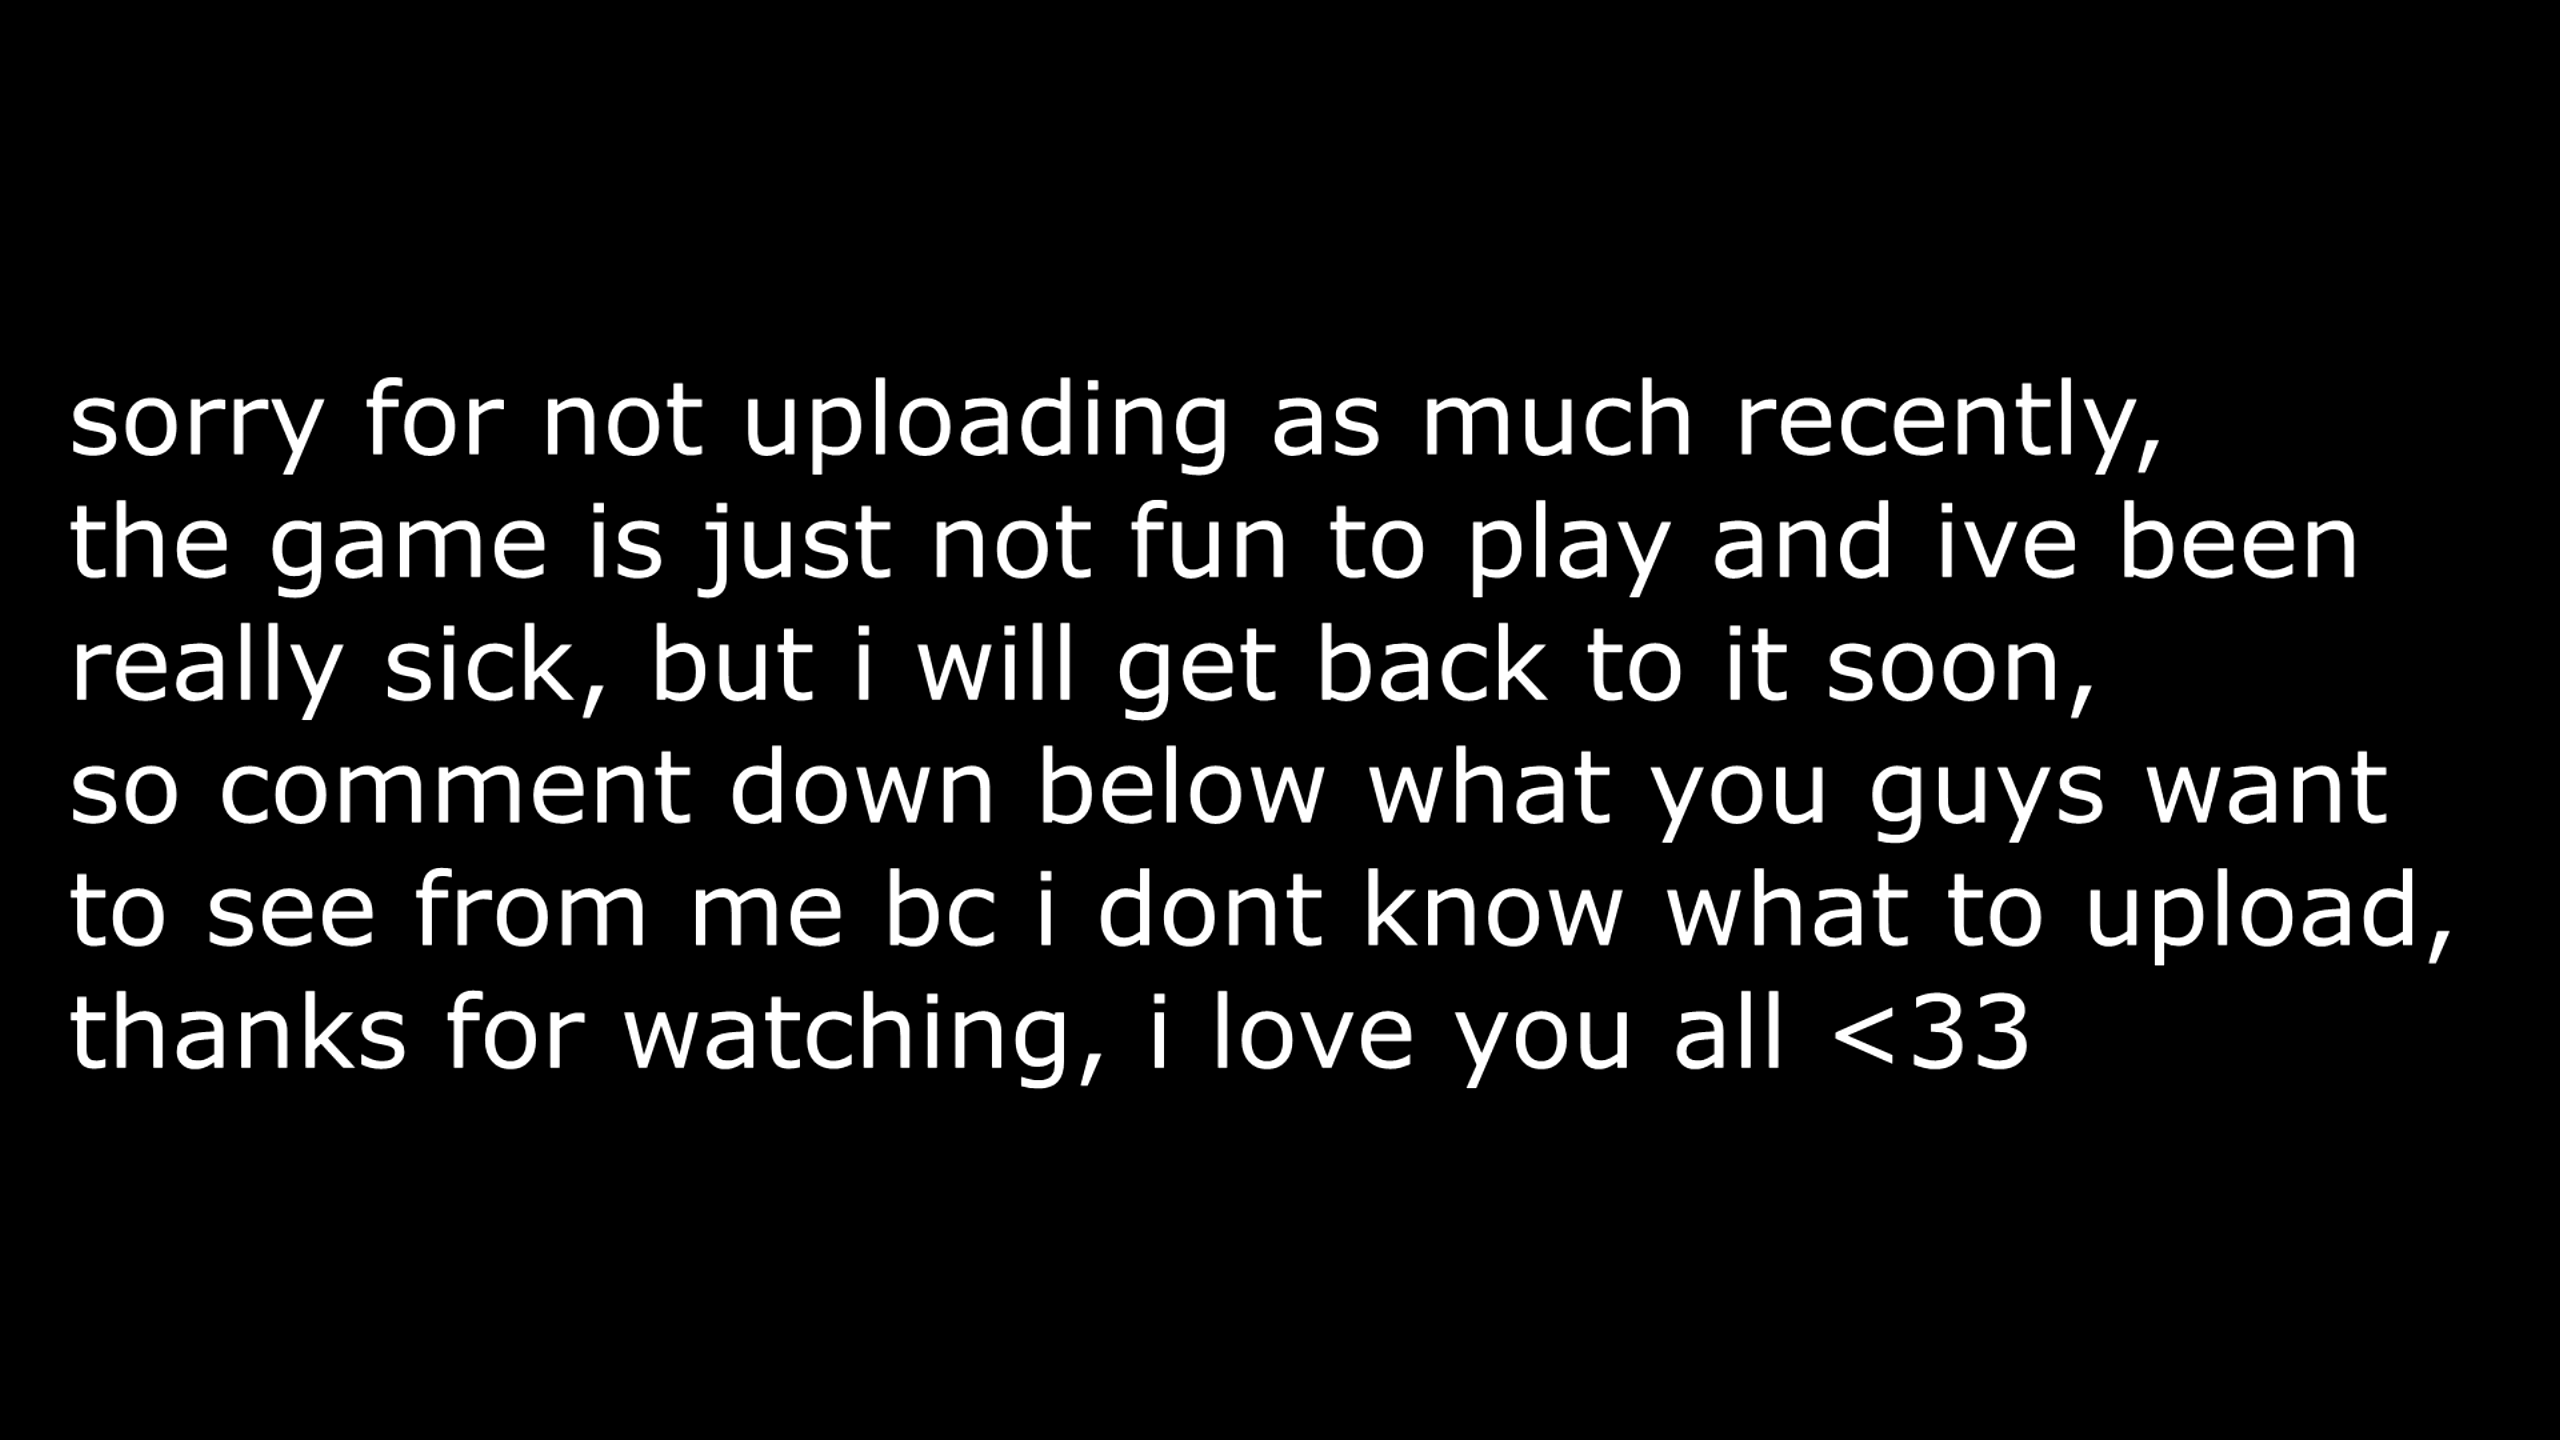 sorry for not uploading as much recently,
the game is just not fun to play and ive been
really sick, but i will get back to it soon,
so comment down below what you guys want
to see from me bc i dont know what to upload,
thanks for watching, i love you all <33